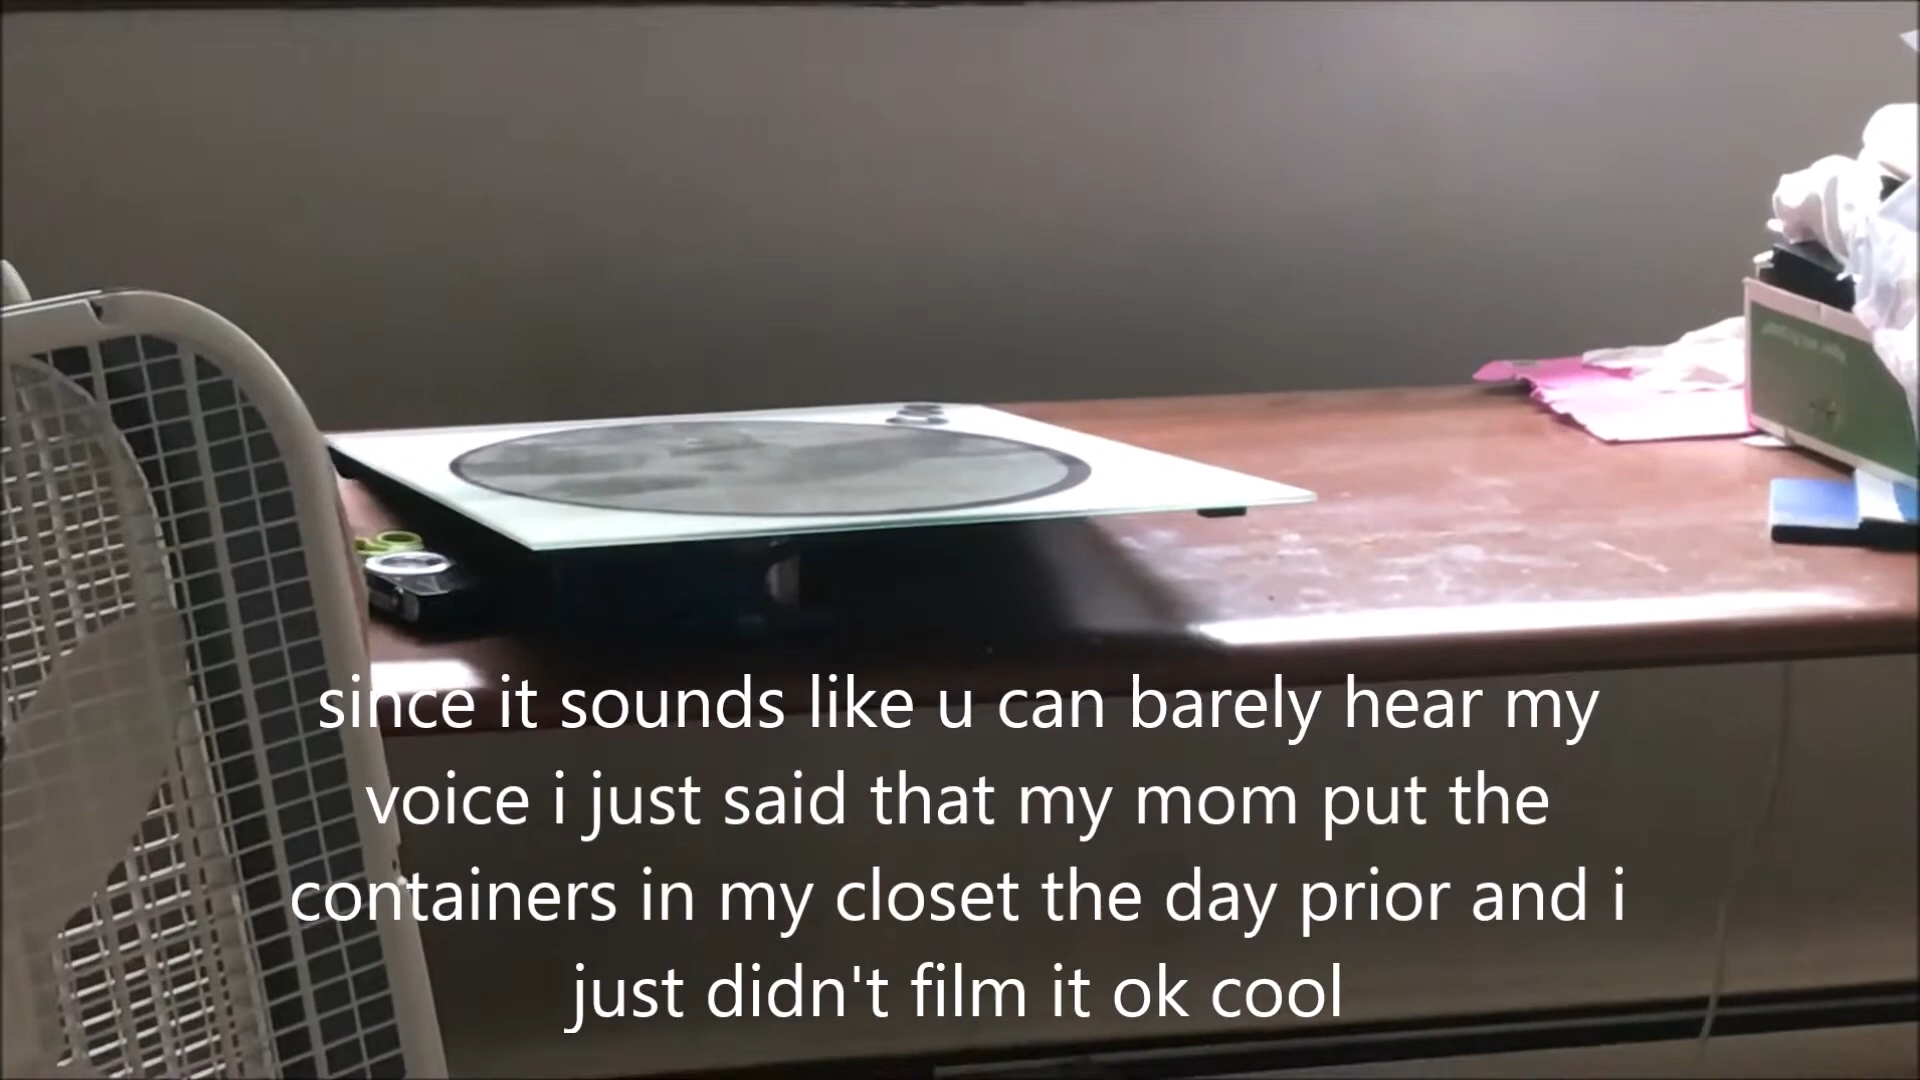 since it sounds like u can barely hear my
voice i just said that my mom put the
containers in my closet the day prior and i
just didn't film it ok cool